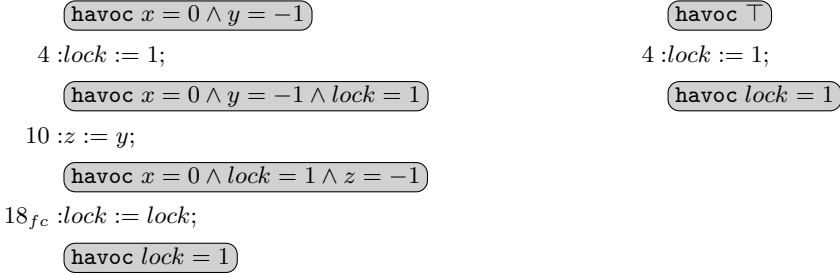 havoc x = 0 ∧ y = −1
4 :lock := 1;
havoc x = 0 ∧ y = −1 ∧ lock = 1
10 :z := y;
havoc x = 0 ∧ lock = 1 ∧ z = −1
18fc :lock := lock;
havoc lock = 1
havoc ⊤
4 :lock := 1;
havoc lock = 1